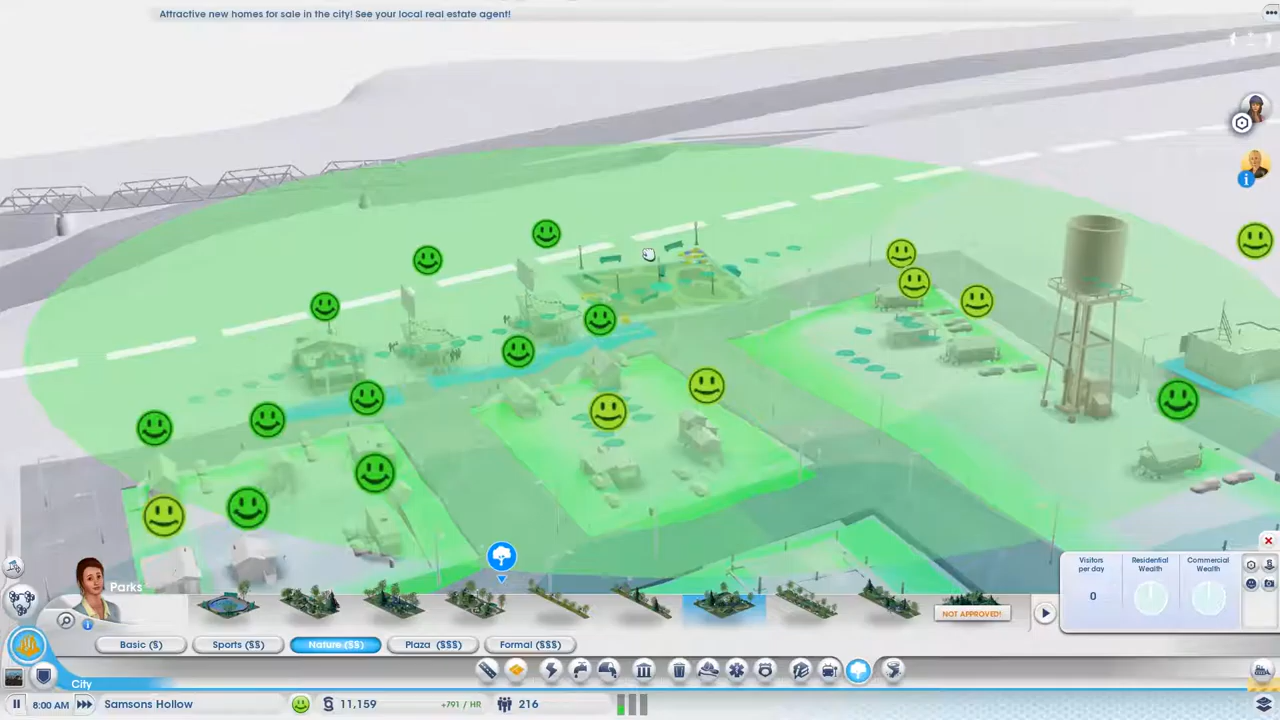 Attractive new homes for sale in the city! See your local real estate agent!
Visitors per day
Residential Wealth
Commercial Wealth
0
Parks
NOT APPROVED!
Basic ($)
Sports ($$)
Nature ($$)
Plaza ($$$)
Formal ($$$)
City
8:00 AM
Samsons Hollow
11,159
+791 / HR
216